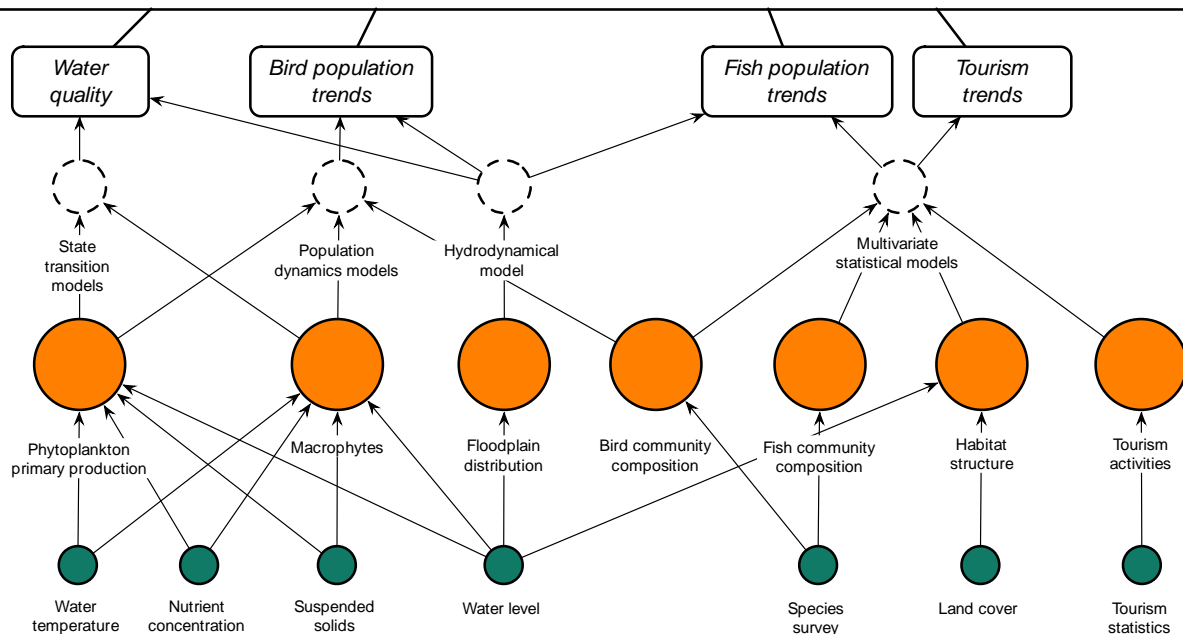 Water
quality
Bird population
trends
Fish population
trends
Tourism
trends
State
transition
models
Population
dynamics models
Hydrodynamical
model
Multivariate
statistical models
Phytoplankton
primary production
Macrophytes
Floodplain
distribution
Bird community
composition
Fish community
composition
Habitat
structure
Tourism
activities
Water
temperature
Nutrient
concentration
Suspended
solids
Water level
Species
survey
Land cover
Tourism
statistics